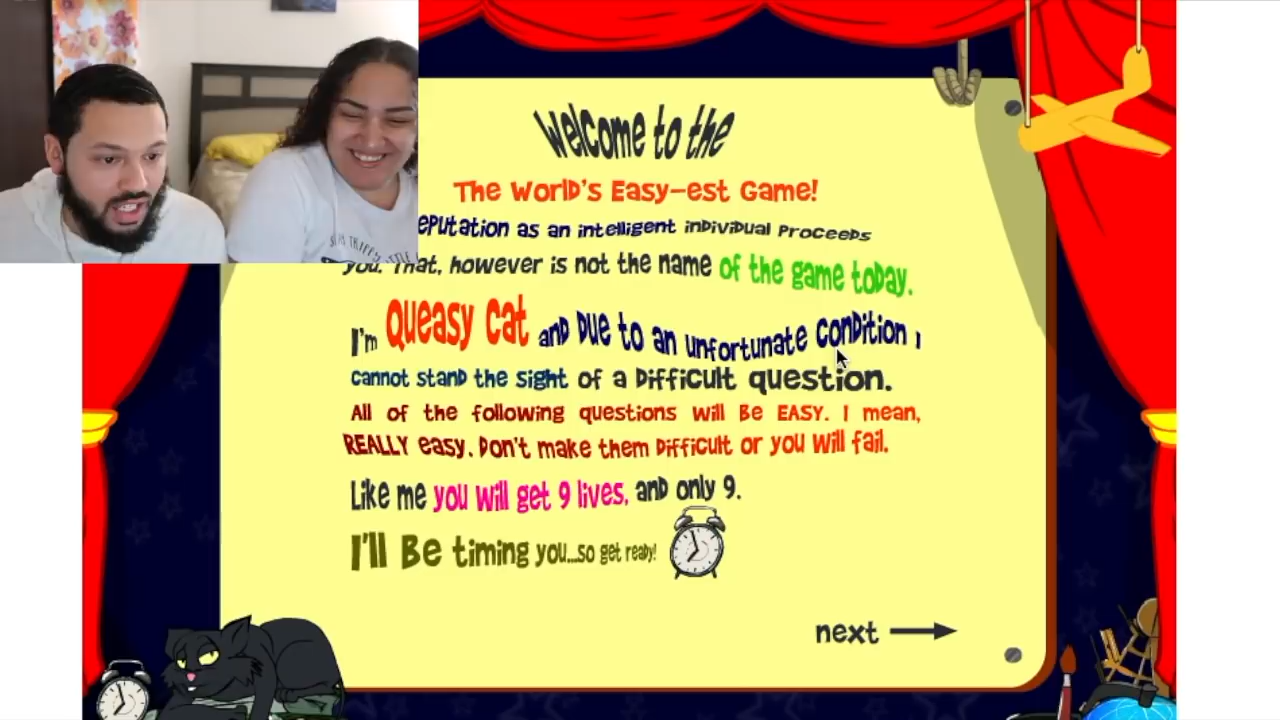 Welcome to the
The World's Easy-est Game!
eputation as an intelligent individual proceeds
you. That, however is not the name of the game today.
I'm Queasy Cat and due to an unfortunate condition I
cannot stand the sight of a difficult question.
All of the following questions will be EASY. I mean,
REALLY easy. Don't make them difficult or you will fail.
Like me you will get 9 lives, and only 9.
I'll be timing you...so get ready!
next